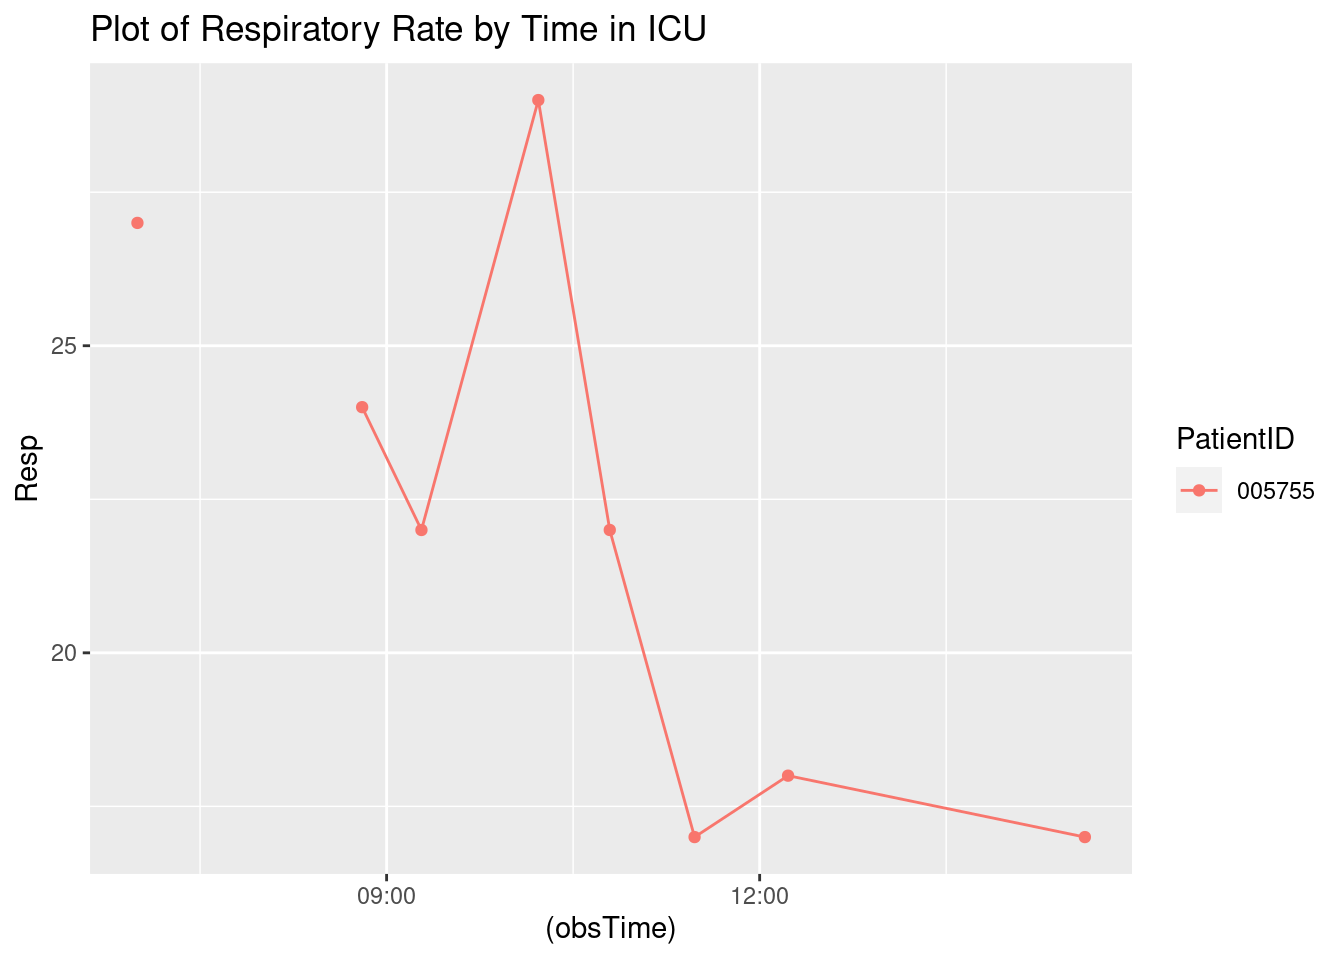 Plot of Respiratory Rate by Time in ICU
25
20
Resp
09:00
12:00
(obsTime)
PatientID
005755